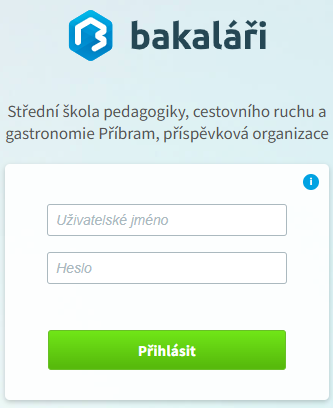 bakaláři
Střední škola pedagogiky, cestovního ruchu a
gastronomie Příbram, příspěvková organizace
i
Uživatelské jméno
Heslo
Přihlásit